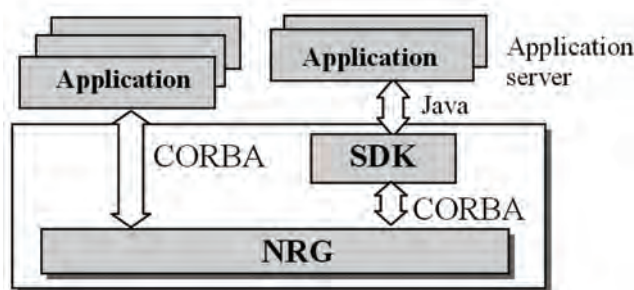 Application
Application
Application
server
Java
CORBA
SDK
CORBA
NRG